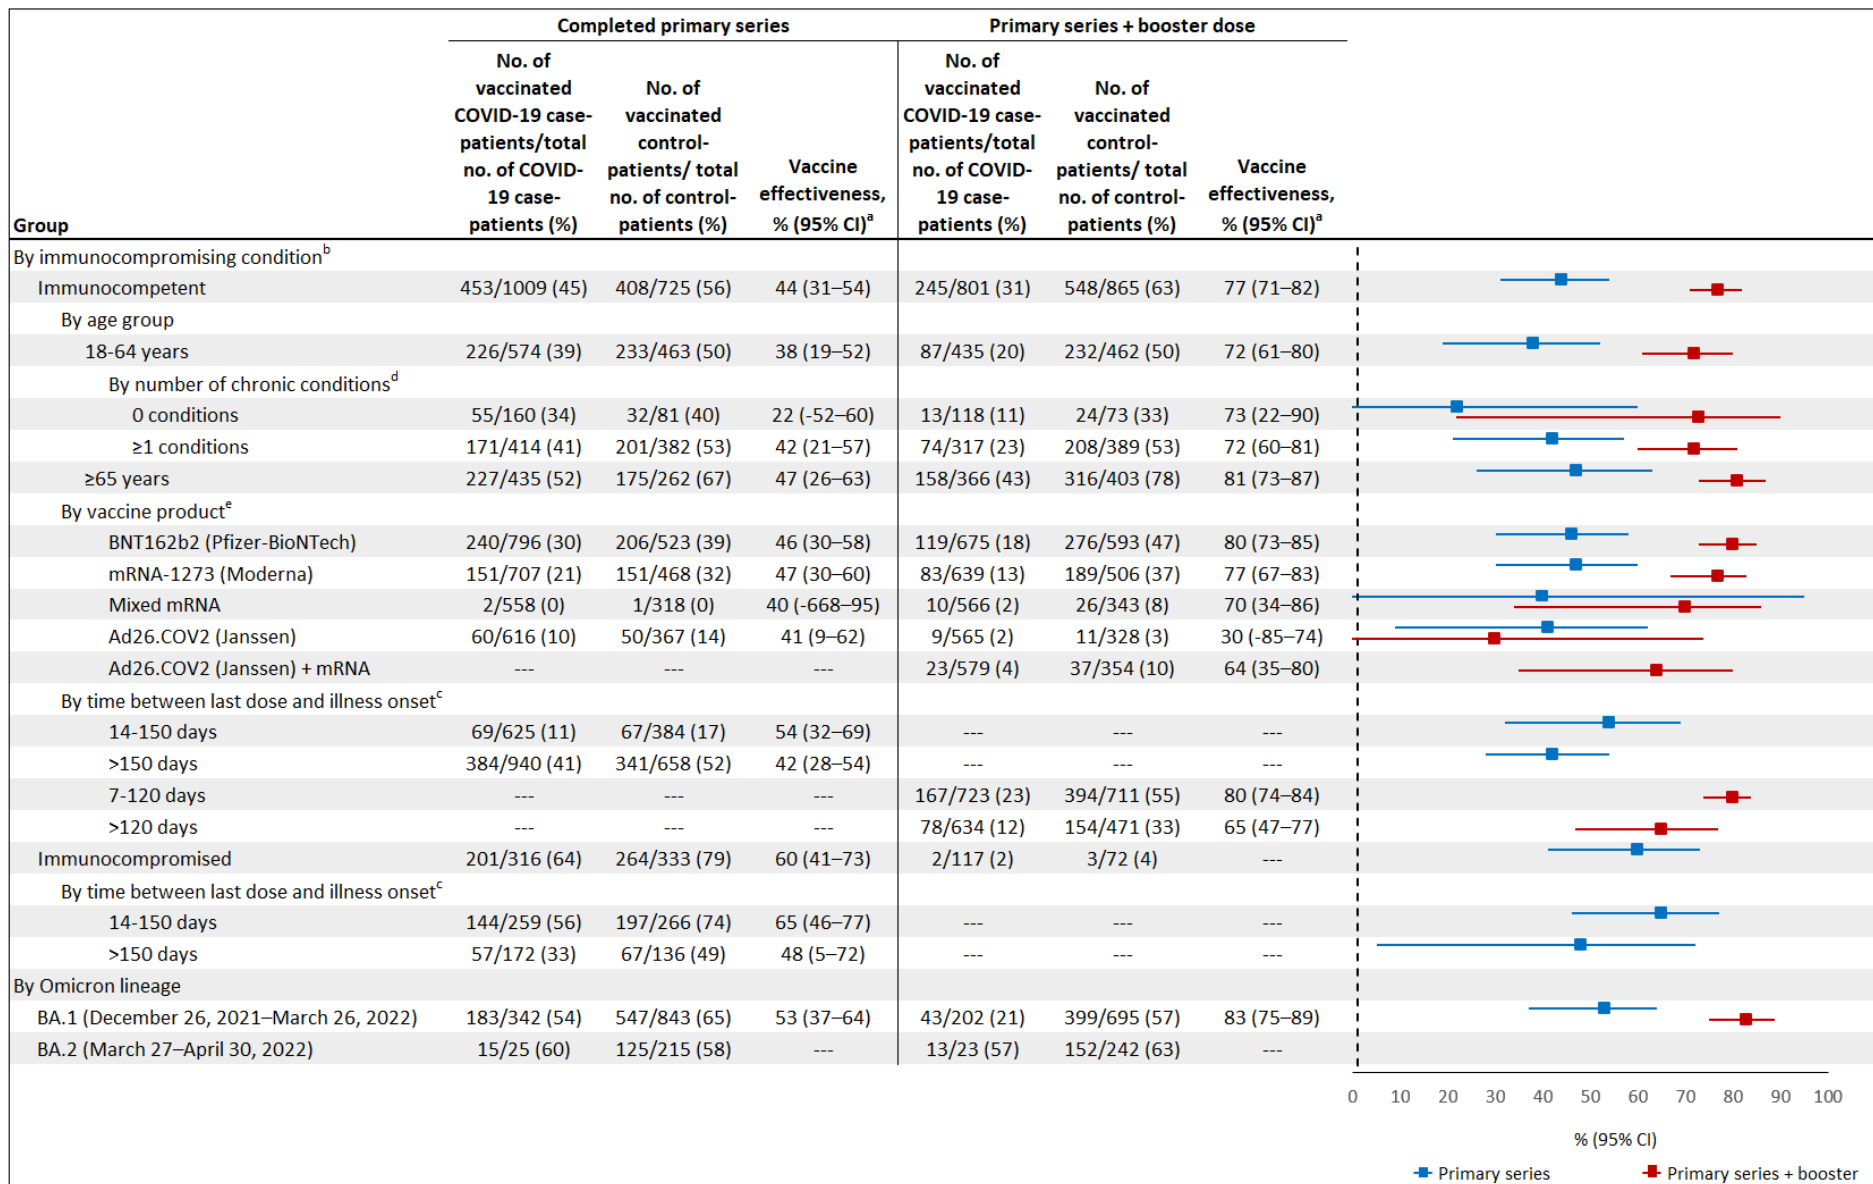 Completed primary series Primary series + booster dose
Group No. of vaccinated COVID-19 case-patients/total no. of COVID-19 case-patients (%) No. of vaccinated control-patients/ total no. of control-patients (%) Vaccine effectiveness, % (95% CI)a No. of vaccinated COVID-19 case-patients/total no. of COVID-19 case-patients (%) No. of vaccinated control-patients/ total no. of control-patients (%) Vaccine effectiveness, % (95% CI)a
By immunocompromising conditionb
Immunocompetent 453/1009 (45) 408/725 (56) 44 (31–54) 245/801 (31) 548/865 (63) 77 (71–82)
By age group
18-64 years 226/574 (39) 233/463 (50) 38 (19–52) 87/435 (20) 232/462 (50) 72 (61–80)
By number of chronic conditionsd
0 conditions 55/160 (34) 32/81 (40) 22 (-52–60) 13/118 (11) 24/73 (33) 73 (22–90)
≥1 conditions 171/414 (41) 201/382 (53) 42 (21–57) 74/317 (23) 208/389 (53) 72 (60–81)
≥65 years 227/435 (52) 175/262 (67) 47 (26–63) 158/366 (43) 316/403 (78) 81 (73–87)
By vaccine producte
BNT162b2 (Pfizer-BioNTech) 240/796 (30) 206/523 (39) 46 (30–58) 119/675 (18) 276/593 (47) 80 (73–85)
mRNA-1273 (Moderna) 151/707 (21) 151/468 (32) 47 (30–60) 83/639 (13) 189/506 (37) 77 (67–83)
Mixed mRNA 2/558 (0) 1/318 (0) 40 (-668–95) 10/566 (2) 26/343 (8) 70 (34–86)
Ad26.COV2 (Janssen) 60/616 (10) 50/367 (14) 41 (9–62) 9/565 (2) 11/328 (3) 30 (-85–74)
Ad26.COV2 (Janssen) + mRNA --- --- --- 23/579 (4) 37/354 (10) 64 (35–80)
By time between last dose and illness onsetc
14-150 days 69/625 (11) 67/384 (17) 54 (32–69) --- --- ---
>150 days 384/940 (41) 341/658 (52) 42 (28–54) --- --- ---
7-120 days --- --- --- 167/723 (23) 394/711 (55) 80 (74–84)
>120 days --- --- --- 78/634 (12) 154/471 (33) 65 (47–77)
Immunocompromised 201/316 (64) 264/333 (79) 60 (41–73) 2/117 (2) 3/72 (4) ---
By time between last dose and illness onsetc
14-150 days 144/259 (56) 197/266 (74) 65 (46–77) --- --- ---
>150 days 57/172 (33) 67/136 (49) 48 (5–72) --- --- ---
By Omicron lineage
BA.1 (December 26, 2021–March 26, 2022) 183/342 (54) 547/843 (65) 53 (37–64) 43/202 (21) 399/695 (57) 83 (75–89)
BA.2 (March 27–April 30, 2022) 15/25 (60) 125/215 (58) --- 13/23 (57) 152/242 (63) ---
0 10 20 30 40 50 60 70 80 90 100
% (95% CI)
Primary series Primary series + booster